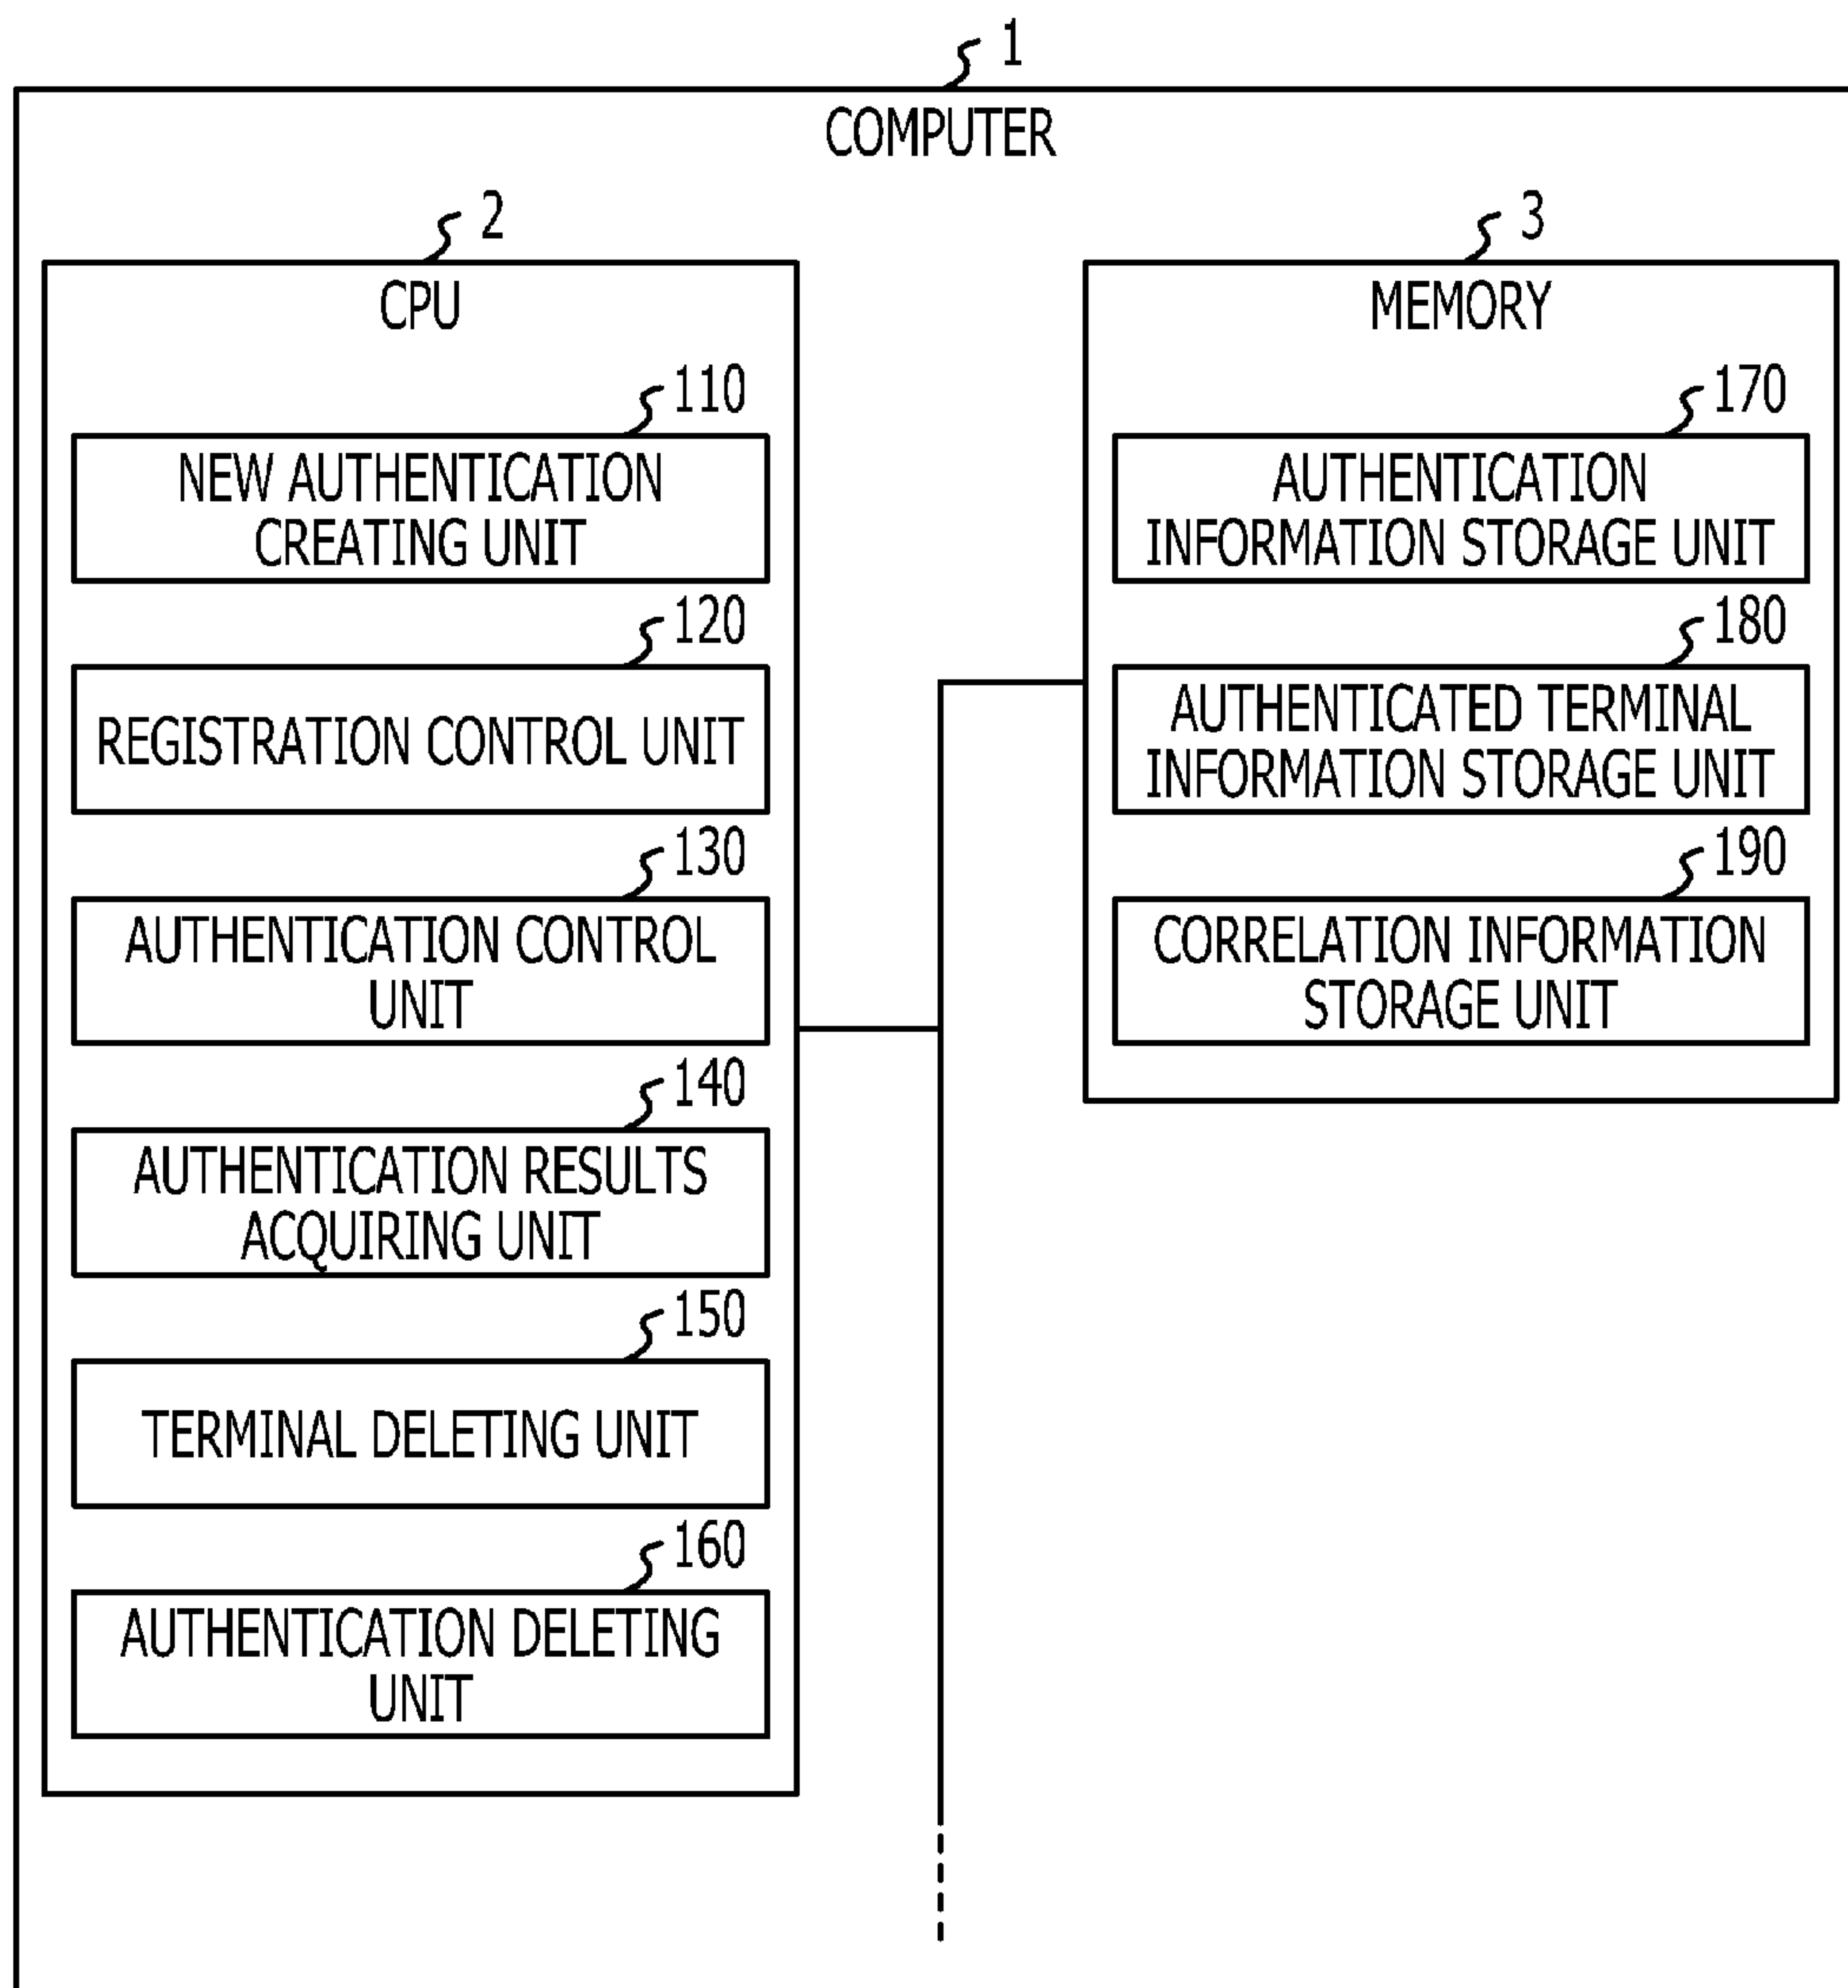 1
COMPUTER
2
CPU
110
NEW AUTHENTICATION
CREATING UNIT
120
REGISTRATION CONTROL UNIT
130
AUTHENTICATION CONTROL
UNIT
140
AUTHENTICATION RESULTS
ACQUIRING UNIT
150
TERMINAL DELETING UNIT
160
AUTHENTICATION DELETING
UNIT
3
MEMORY
170
AUTHENTICATION
INFORMATION STORAGE UNIT
180
AUTHENTICATED TERMINAL
INFORMATION STORAGE UNIT
190
CORRELATION INFORMATION
STORAGE UNIT